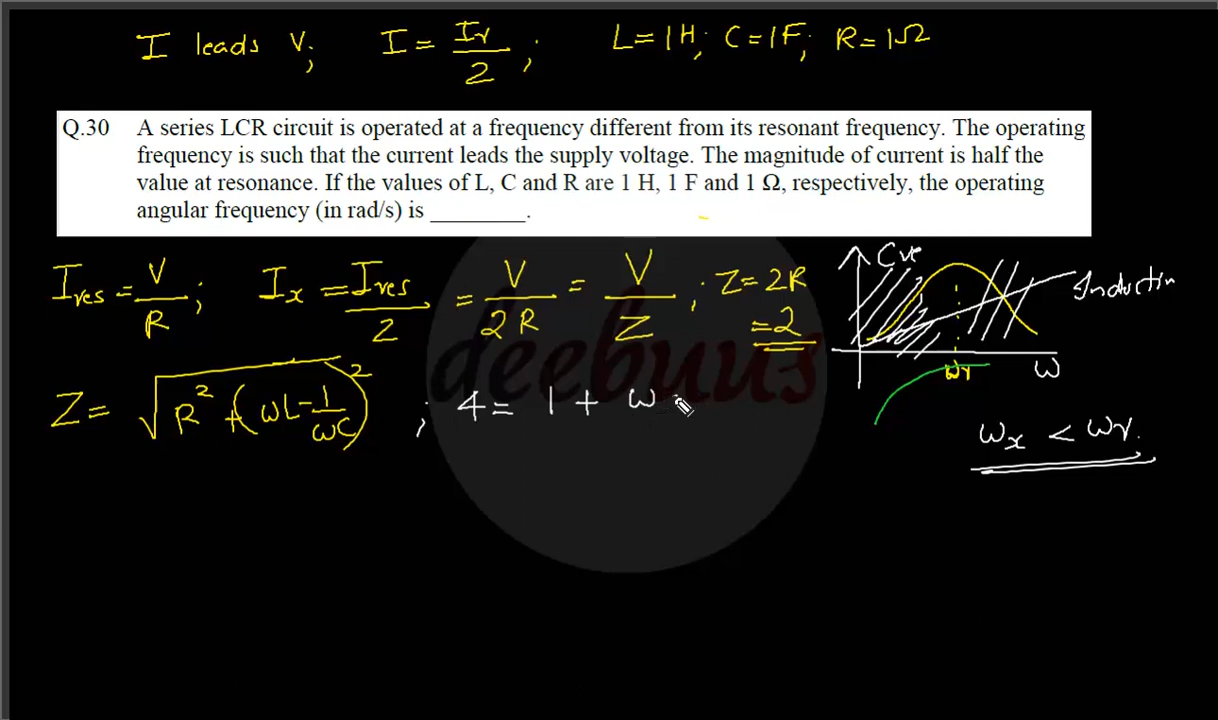 I leads V; I = Ir/2 ; L = 1H; C = 1F; R = 1Ω
Q.30 A series LCR circuit is operated at a frequency different from its resonant frequency. The operating
frequency is such that the current leads the supply voltage. The magnitude of current is half the
value at resonance. If the values of L, C and R are 1 H, 1 F and 1 Ω, respectively, the operating
angular frequency (in rad/s) is ________.
Ires = V/R ; Ix = Ires/2 = V/2R = V/Z ; Z = 2R
= 2
Cve
Inductin
ωr
ω
Z = √R² + (ωL - 1/ωC)² ; 4 = 1 + ω
ωx < ωr.
deebuus